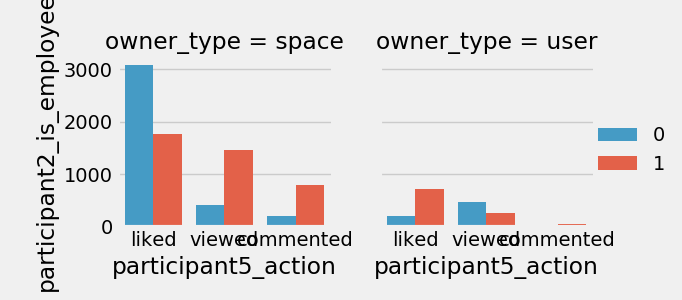 owner_type = space
owner_type = user
participant2_is_employee
3000
2000
1000
0
liked
viewed
commented
liked
viewed
commented
participant5_action
participant5_action
0
1